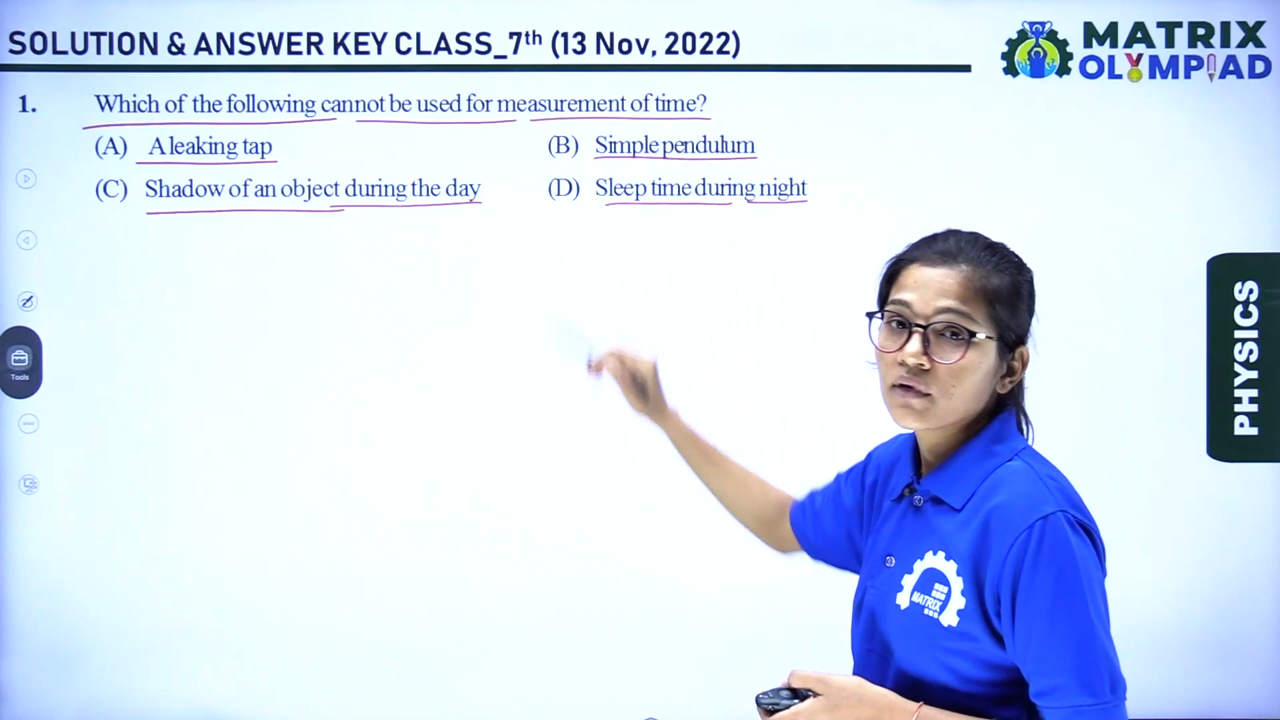 SOLUTION & ANSWER KEY CLASS_7th (13 Nov, 2022)
MATRIX
OLYMPIAD
1. Which of the following cannot be used for measurement of time?
(A) A leaking tap (B) Simple pendulum
(C) Shadow of an object during the day (D) Sleep time during night
Tools
PHYSICS
MATRIX